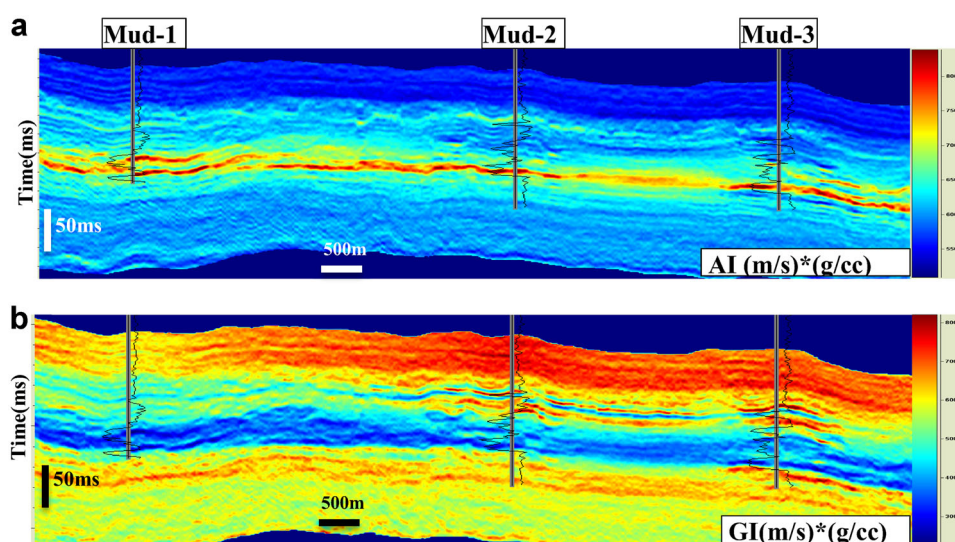 a
Mud-1 Mud-2 Mud-3
Time(ms)
50ms
500m
AI (m/s)*(g/cc)
b
Time(ms)
50ms
500m
GI(m/s)*(g/cc)